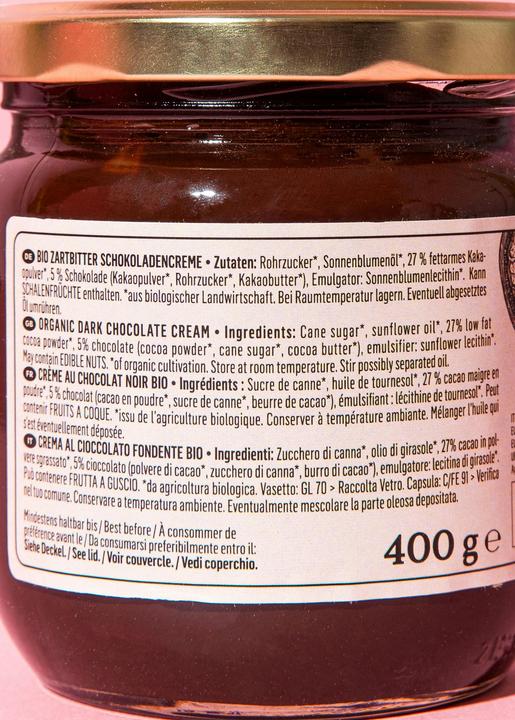 DE BIO ZARTBITTER SCHOKOLADENCREME • Zutaten: Rohrzucker*, Sonnenblumenöl*, 27 % fettarmes Kaka-
opulver*, 5 % Schokolade (Kakaopulver*, Rohrzucker*, Kakaobutter*), Emulgator: Sonnenblumenlecithin*. Kann
SCHALENFRÜCHTE enthalten. *aus biologischer Landwirtschaft. Bei Raumtemperatur lagern. Eventuell abgesetztes
Öl umrühren.
GB ORGANIC DARK CHOCOLATE CREAM • Ingredients: Cane sugar*, sunflower oil*, 27% low fat
cocoa powder*, 5% chocolate (cocoa powder*, cane sugar*, cocoa butter*), emulsifier: sunflower lecithin*.
May contain EDIBLE NUTS. *of organic cultivation. Store at room temperature. Stir possibly separated oil.
FR CRÈME AU CHOCOLAT NOIR BIO • Ingrédients : Sucre de canne*, huile de tournesol*, 27 % cacao maigre en
poudre*, 5 % chocolat (cacao en poudre*, sucre de canne*, beurre de cacao*), émulsifiant : lécithine de tournesol*. Peut
contenir FRUITS A COQUE. *issu de l'agriculture biologique. Conserver à température ambiante. Mélanger l'huile qui
s'est éventuellement déposée.
IT CREMA AL CIOCCOLATO FONDENTE BIO • Ingredienti: Zucchero di canna*, olio di girasole*, 27% cacao in pol-
vere sgrassato*, 5% cioccolato (polvere di cacao*, zucchero di canna*, burro di cacao*), emulgatore: lecitina di girasole*.
Può contenere FRUTTA A GUSCIO. *da agricoltura biologica. Vasetto: GL 70 > Raccolta Vetro. Capsula: C/FE 91 > Verifica
nel tuo comune. Conservare a temperatura ambiente. Eventualmente mescolare la parte oleosa depositata.
Mindestens haltbar bis / Best before / À consommer de
préférence avant le / Da consumarsi preferibilmente entro il:
Siehe Deckel. / See lid. / Voir couvercle. / Vedi coperchio.
400 g e